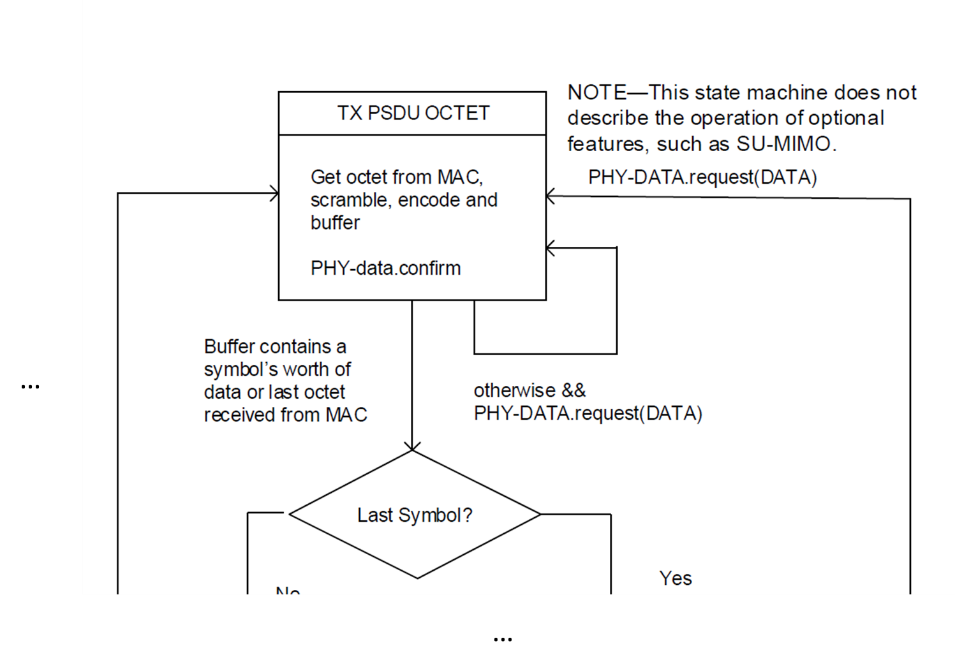 NOTE—This state machine does not
describe the operation of optional
features, such as SU-MIMO.
TX PSDU OCTET
PHY-DATA.request(DATA)
Get octet from MAC,
scramble, encode and
buffer
PHY-data.confirm
Buffer contains a
symbol's worth of
data or last octet
received from MAC
...
otherwise &&
PHY-DATA.request(DATA)
Last Symbol?
No
Yes
...